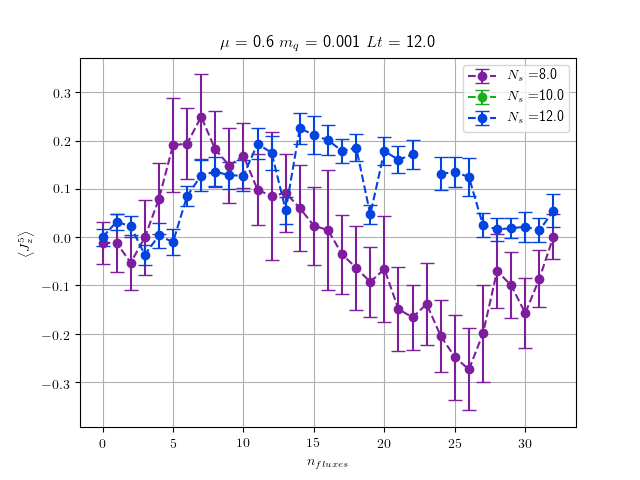 μ = 0.6 m_q = 0.001 Lt = 12.0
N_s =8.0
N_s =10.0
N_s =12.0
⟨J_z^5⟩
0.3
0.2
0.1
0.0
−0.1
−0.2
−0.3
0 5 10 15 20 25 30
n_{fluxes}